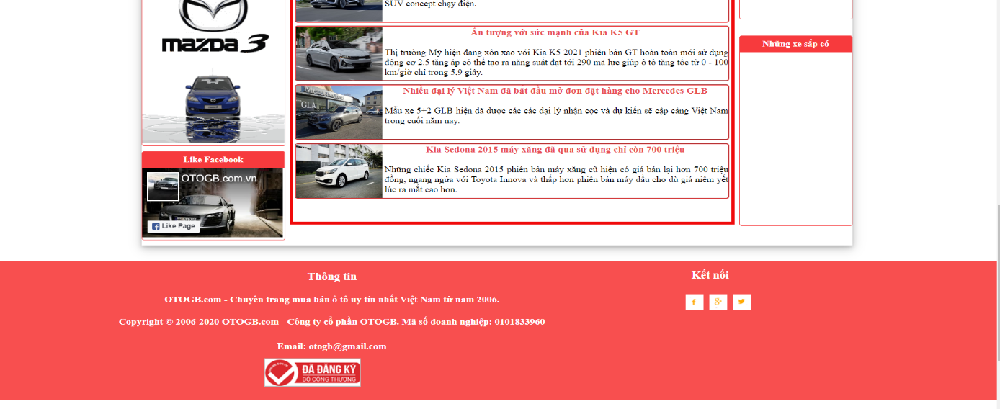 mazda 3
Like Facebook
OTOGB.com.vn
Like Page
SUV concept chạy điện.
Ấn tượng với sức mạnh của Kia K5 GT
Thị trường Mỹ hiện đang xôn xao với Kia K5 2021 phiên bản GT hoàn toàn mới sử dụng
động cơ 2.5 tăng áp có thể tạo ra năng suất đạt tới 290 mã lực giúp ô tô tăng tốc từ 0 - 100
km/giờ chỉ trong 5,9 giây.
Nhiều đại lý Việt Nam đã bắt đầu mở đơn đặt hàng cho Mercedes GLB
GLA
Mẫu xe 5+2 GLB hiện đã được các các đại lý nhận cọc và dự kiến sẽ cập cảng Việt Nam
trong cuối năm nay.
Kia Sedona 2015 máy xăng đã qua sử dụng chỉ còn 700 triệu
Những chiếc Kia Sedona 2015 phiên bản máy xăng cũ hiện có giá bán lại hơn 700 triệu
đồng, ngang ngửa với Toyota Innova và thấp hơn phiên bản máy dầu cho dù giá niêm yết
lúc ra mắt cao hơn.
Những xe sắp có
Thông tin
OTOGB.com - Chuyên trang mua bán ô tô uy tín nhất Việt Nam từ năm 2006.
Copyright © 2006-2020 OTOGB.com - Công ty cổ phần OTOGB. Mã số doanh nghiệp: 0101833960
Email: otogb@gmail.com
ĐÃ ĐĂNG KÝ
BỘ CÔNG THƯƠNG
Kết nối